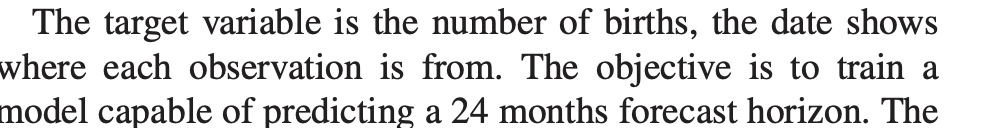 The target variable is the number of births, the date shows
where each observation is from. The objective is to train a
model capable of predicting a 24 months forecast horizon. The